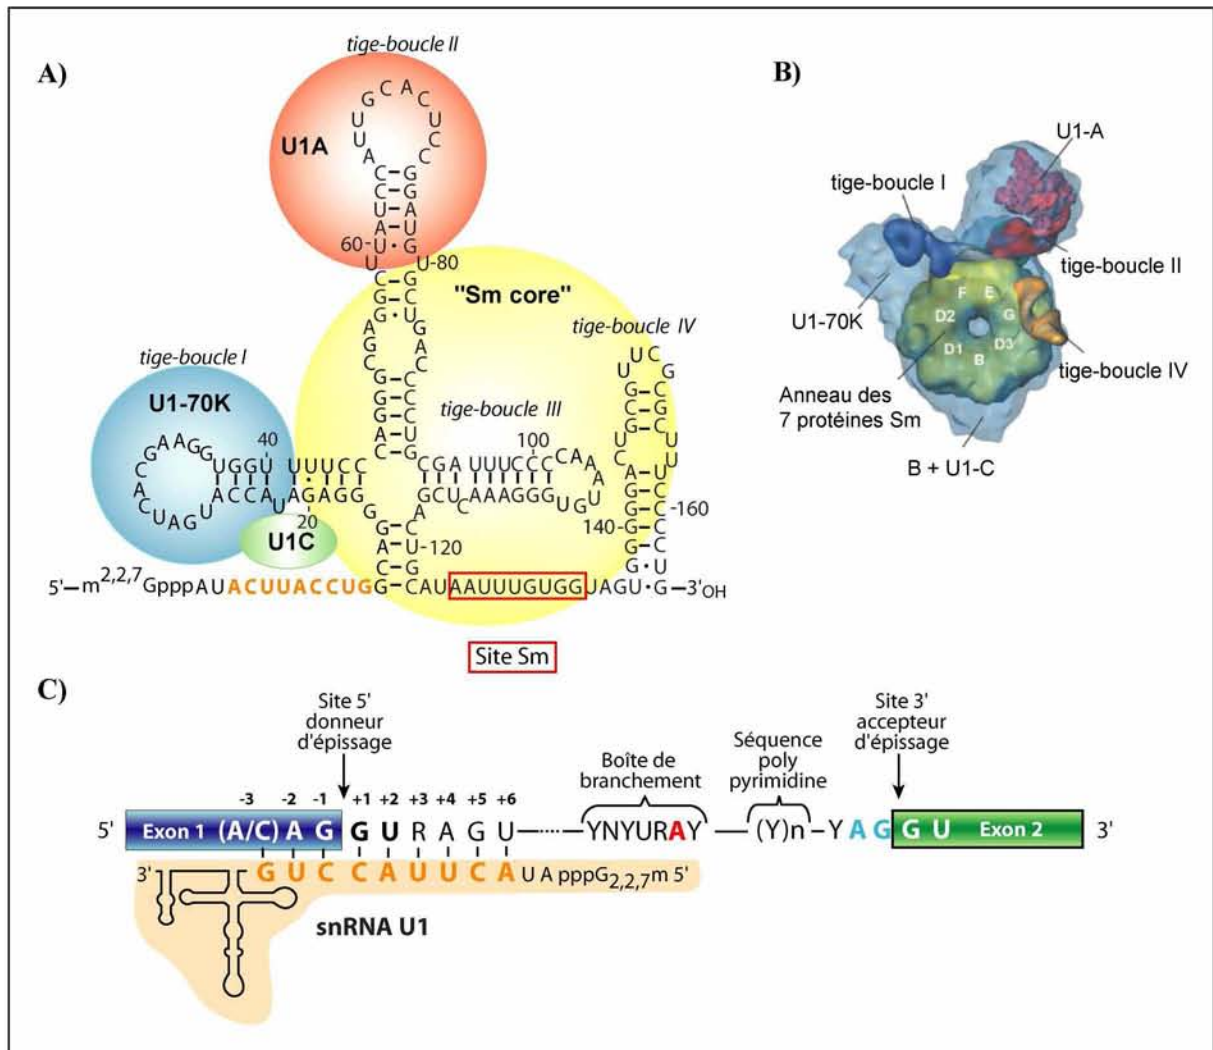 A)
tige-boucle II
U1A
60-
-80
"Sm core"
tige-boucle IV
tige-boucle I
U1-70K
tige-boucle III
40
100
20
U1C
140-
-160
-120
5'–m2,2,7GpppAUACUUACCUGGCAUAAUUUGUGGUAGUG–3'OH
Site Sm
B)
U1-A
tige-boucle I
tige-boucle II
U1-70K
F E
D2 G
D1 D3
B
tige-boucle IV
Anneau des
7 protéines Sm
B + U1-C
C)
Site 5'
donneur
d'épissage
Site 3'
accepteur
d'épissage
Boîte de
branchement
Séquence
poly
pyrimidine
-3 -2 -1 +1 +2 +3 +4 +5 +6
5' Exon 1 (A/C) A G G U R A G U YNYURAY (Y)n – Y A G G U Exon 2 3'
3' G U C C A U U C A U A pppG2,2,7m 5'
snRNA U1